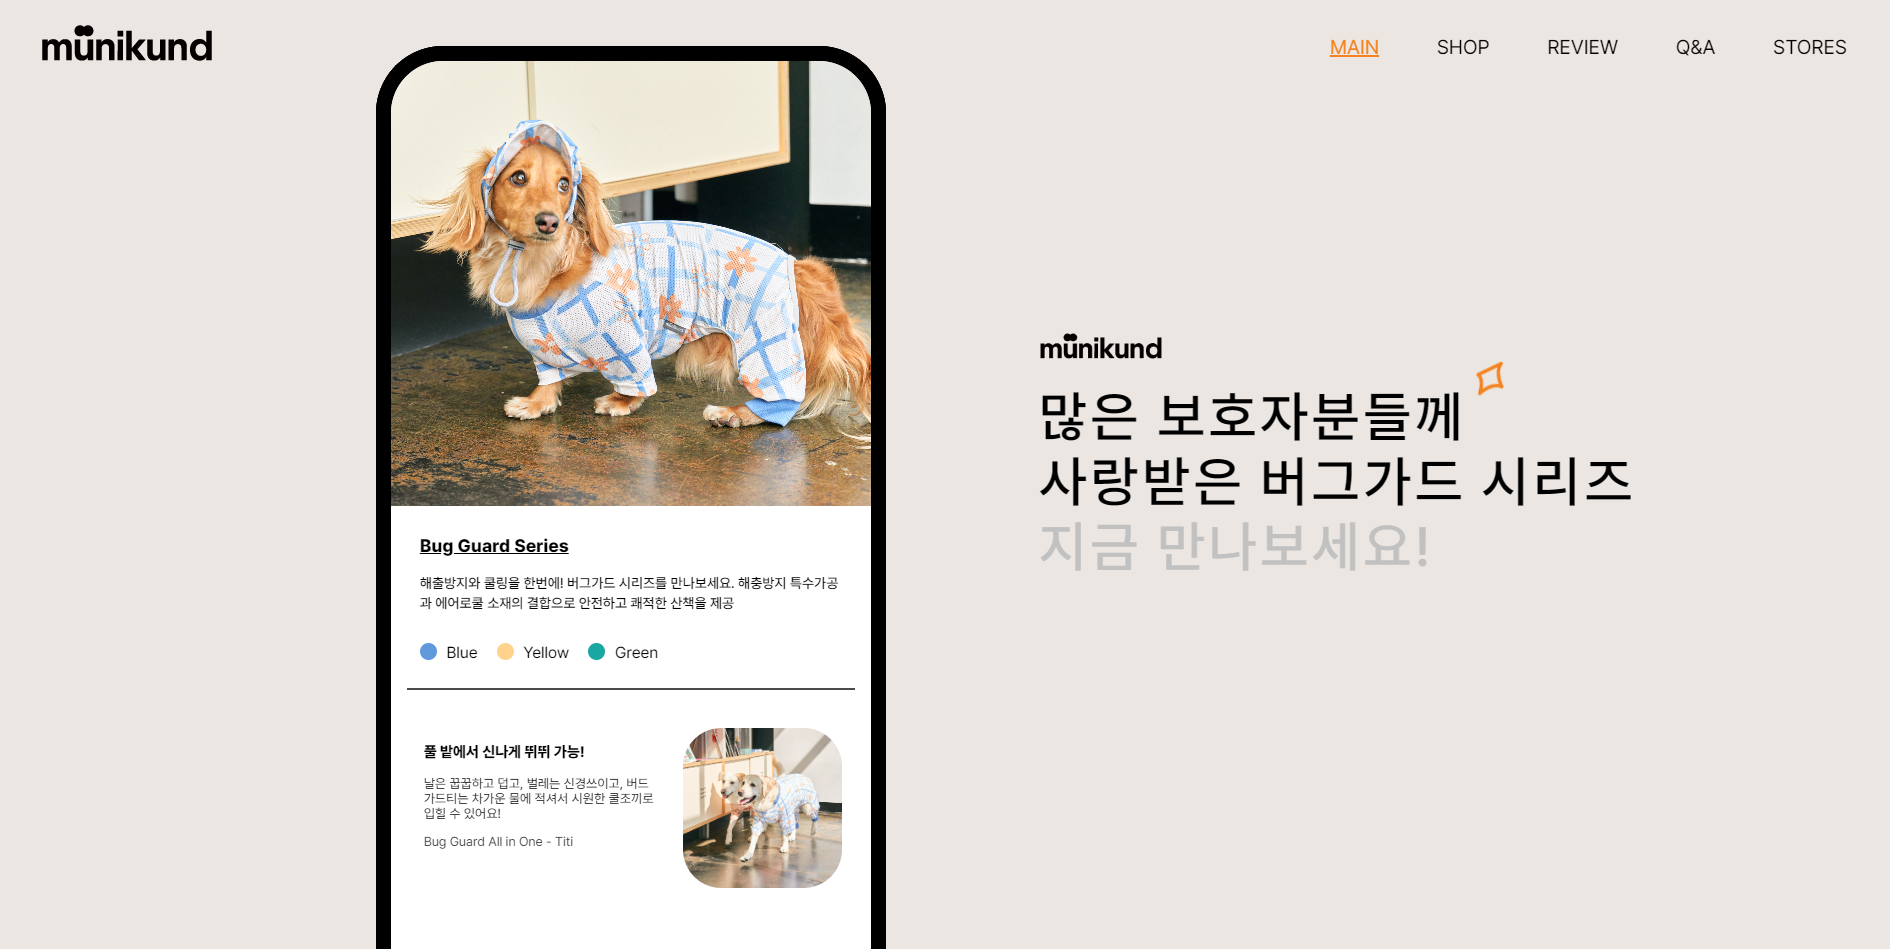 münikund
MAIN
SHOP
REVIEW
Q&A
STORES
münikund
많은 보호자분들께
사랑받은 버그가드 시리즈
지금 만나보세요!
Bug Guard Series
해출방지와 쿨링을 한번에! 버그가드 시리즈를 만나보세요. 해충방지 특수가공
과 에어로쿨 소재의 결합으로 안전하고 쾌적한 산책을 제공
Blue
Yellow
Green
풀 밭에서 신나게 뛰뛰 가능!
날은 꿉꿉하고 덥고, 벌레는 신경쓰이고, 버드
가드티는 차가운 물에 적셔서 시원한 쿨조끼로
입힐 수 있어요!
Bug Guard All in One - Titi